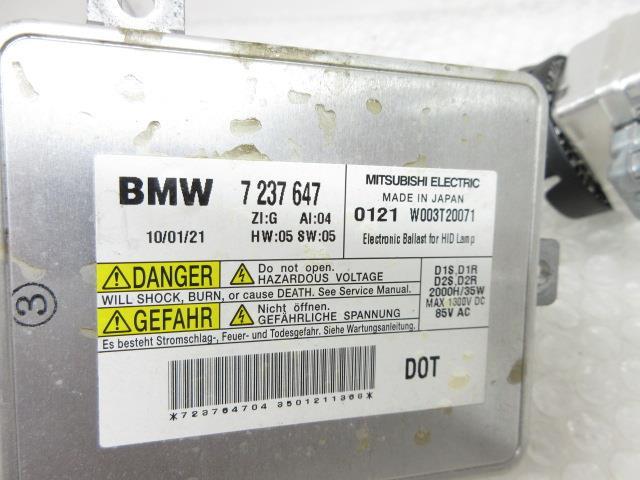 BMW 7 237 647
ZI:G AI:04
10/01/21 HW:05 SW:05
MITSUBISHI ELECTRIC
MADE IN JAPAN
0121 W003T20071
Electronic Ballast for HID Lamp
DANGER Do not open.
HAZARDOUS VOLTAGE
WILL SHOCK, BURN, or cause DEATH. See Service Manual.
GEFAHR Nicht öffnen.
GEFÄHRLICHE SPANNUNG
Es besteht Stromschlag-, Feuer- und Todesgefahr. Siehe Wartungsanleitung.
D1S,D1R
D2S,D2R
2000H/35W
MAX 1300V DC
85V AC
DOT
*723764704 3501211368*
3